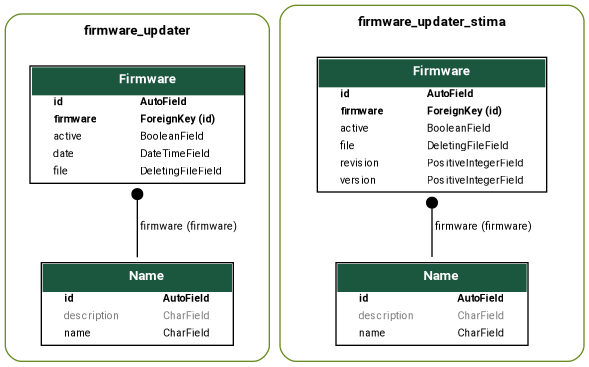 firmware_updater
Firmware
id AutoField
firmware ForeignKey (id)
active BooleanField
date DateTimeField
file DeletingFileField
firmware (firmware)
Name
id AutoField
description CharField
name CharField
firmware_updater_stima
Firmware
id AutoField
firmware ForeignKey (id)
active BooleanField
file DeletingFileField
revision PositiveIntegerField
version PositiveIntegerField
firmware (firmware)
Name
id AutoField
description CharField
name CharField